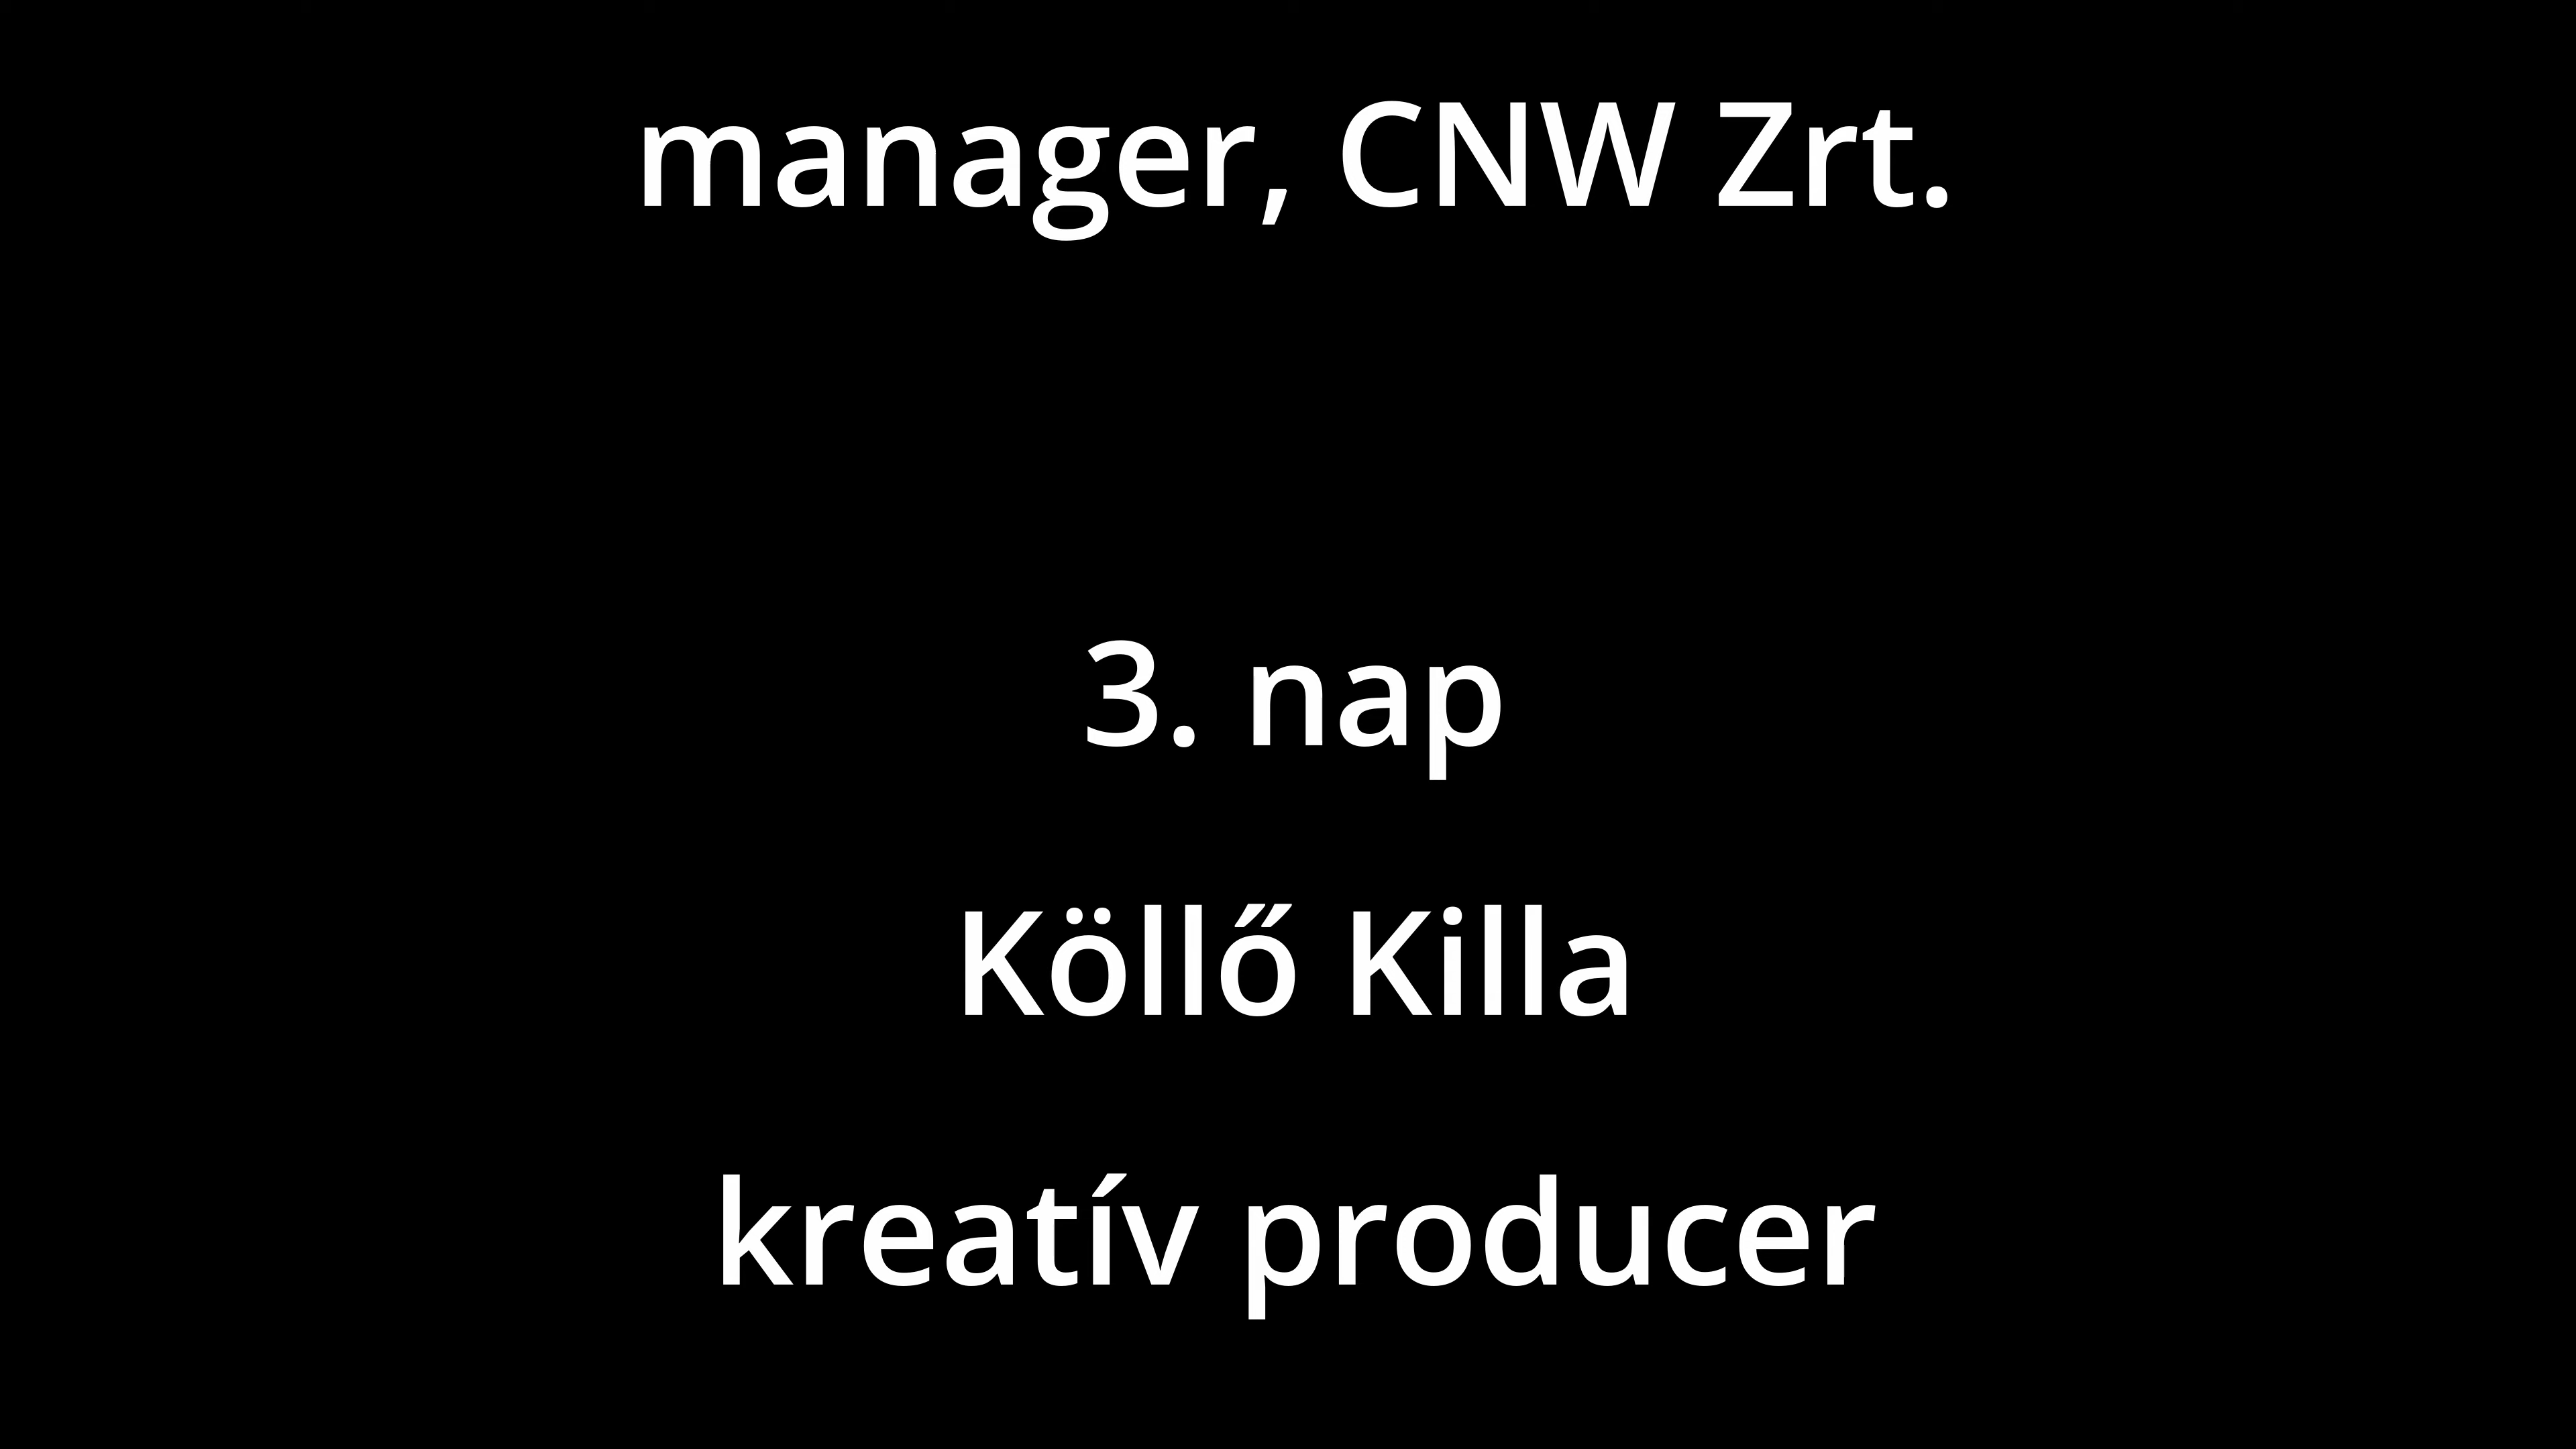 manager, CNW Zrt.
3. nap
Köllő Killa
kreatív producer